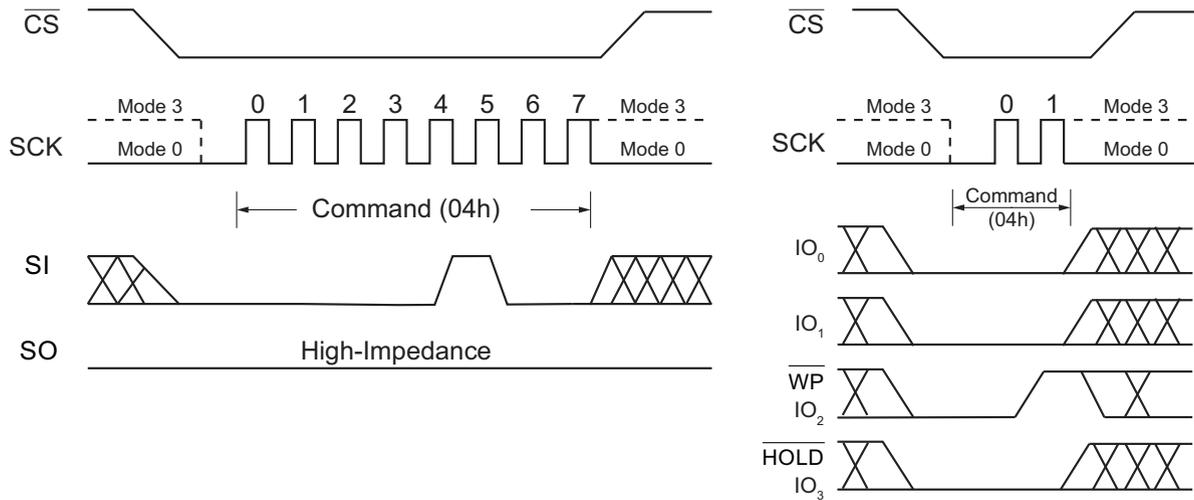 CS
Mode 3
0 1 2 3 4 5 6 7
Mode 3
SCK
Mode 0
Mode 0
Command (04h)
SI
SO
High-Impedance
CS
Mode 3
0 1
Mode 3
SCK
Mode 0
Mode 0
Command
(04h)
IO0
IO1
WP
IO2
HOLD
IO3